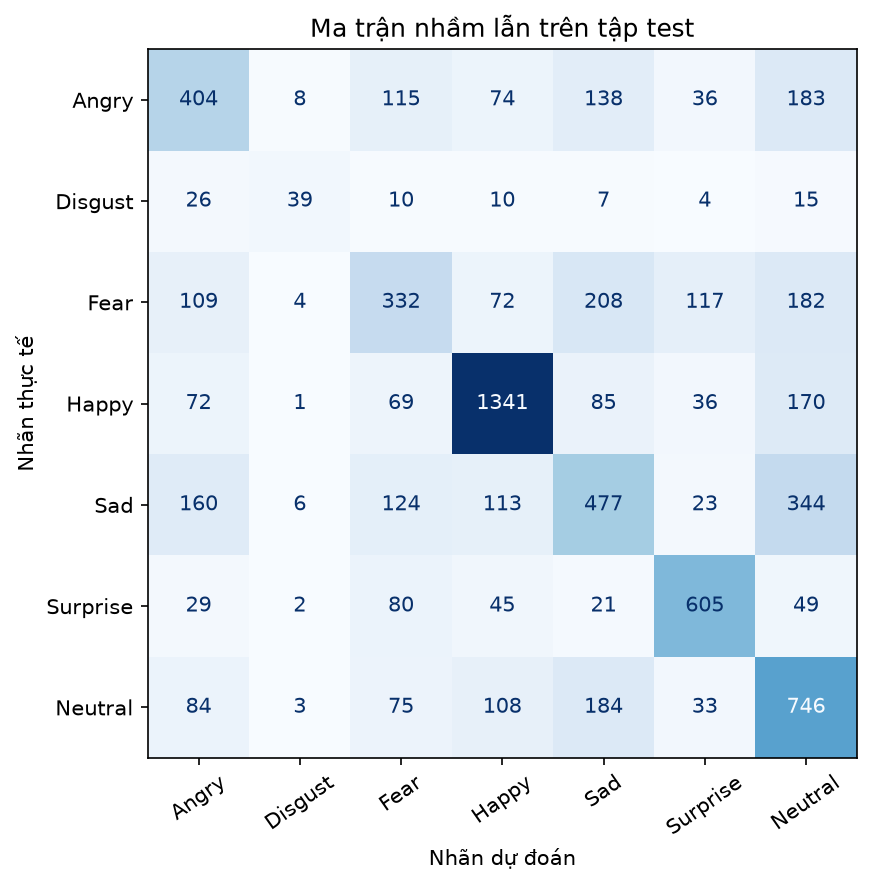 Ma trận nhầm lẫn trên tập test
Nhãn thực tế
Angry 404 8 115 74 138 36 183
Disgust 26 39 10 10 7 4 15
Fear 109 4 332 72 208 117 182
Happy 72 1 69 1341 85 36 170
Sad 160 6 124 113 477 23 344
Surprise 29 2 80 45 21 605 49
Neutral 84 3 75 108 184 33 746
Angry Disgust Fear Happy Sad Surprise Neutral
Nhãn dự đoán